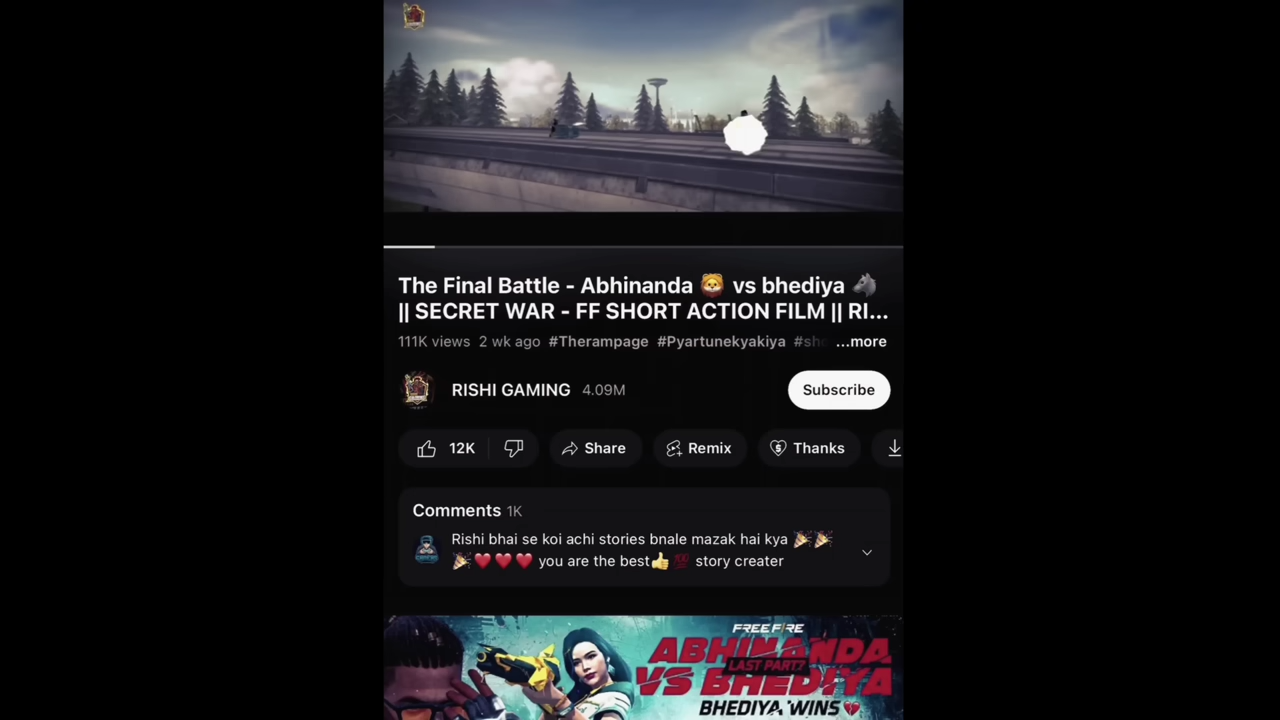 The Final Battle - Abhinanda 🦁 vs bhediya 🐺
|| SECRET WAR - FF SHORT ACTION FILM || RI...
111K views 2 wk ago #Therampage #Pyartunekyakiya #sho ...more
RISHI GAMING 4.09M
Subscribe
12K
Share
Remix
Thanks
Comments 1K
Rishi bhai se koi achi stories bnale mazak hai kya 🎉🎉
🎉❤️❤️❤️ you are the best👍💯 story creater
FREE FIRE
ABHINANDA
LAST PART7
VS BHEDIYA
BHEDIYA WINS💔